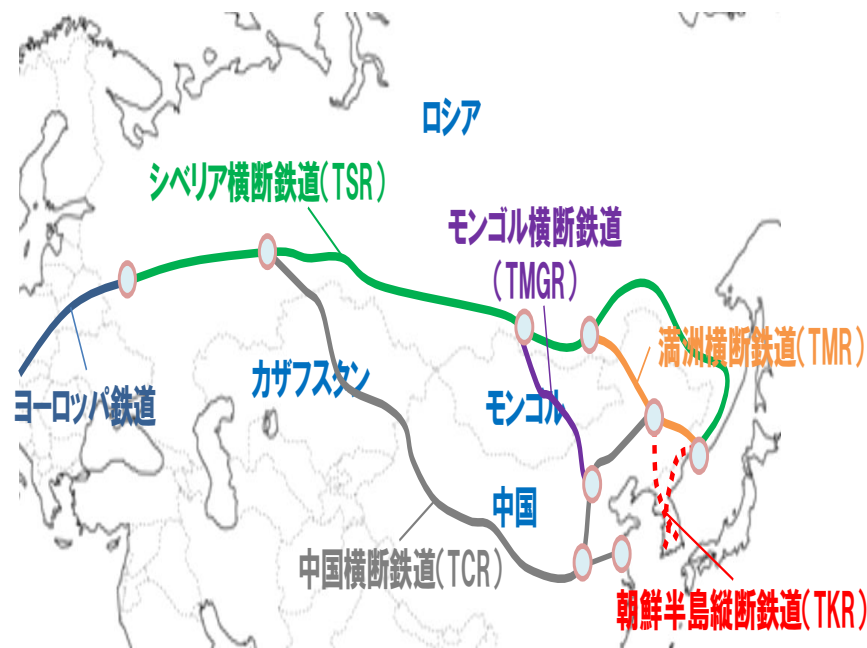 ロシア
シベリア横断鉄道(TSR)
モンゴル横断鉄道
(TMGR)
満洲横断鉄道(TMR)
カザフスタン
ヨーロッパ鉄道
モンゴル
中国
中国横断鉄道(TCR)
朝鮮半島縦断鉄道(TKR)